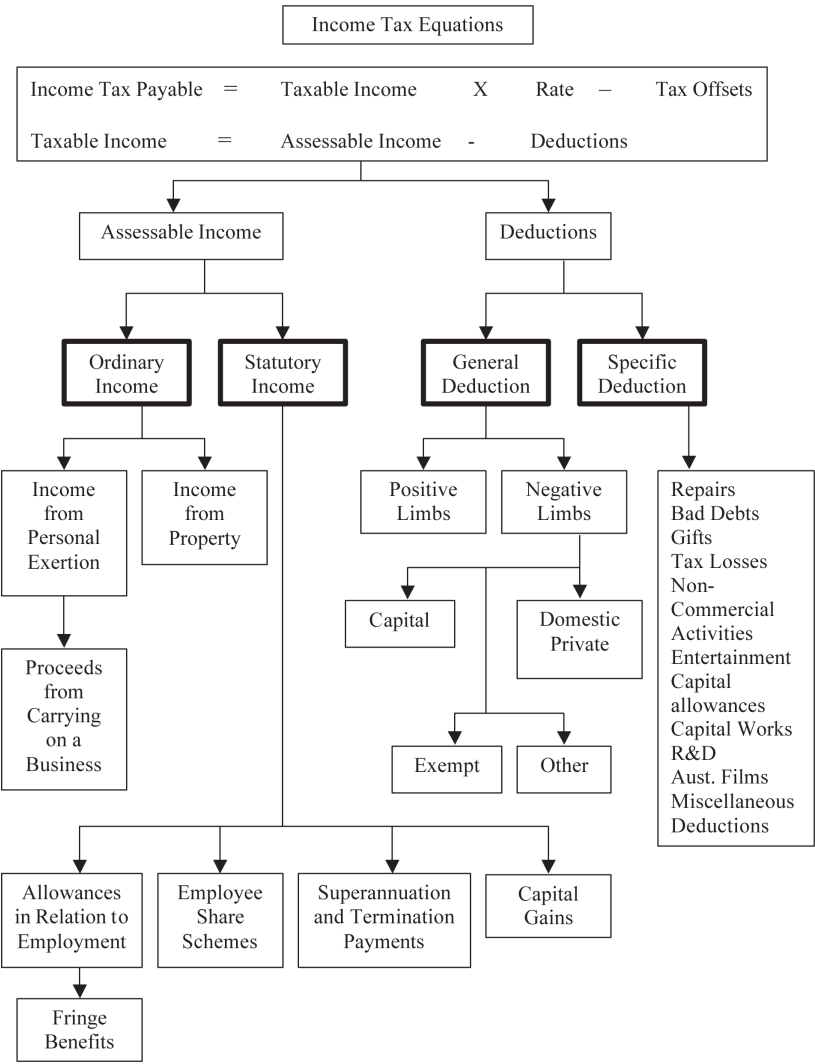 Income Tax Equations
Income Tax Payable = Taxable Income X Rate – Tax Offsets
Taxable Income = Assessable Income - Deductions
Assessable Income
Deductions
Ordinary
Income
Statutory
Income
General
Deduction
Specific
Deduction
Income
from
Personal
Exertion
Income
from
Property
Positive
Limbs
Negative
Limbs
Repairs
Bad Debts
Gifts
Tax Losses
Non-
Commercial
Activities
Entertainment
Capital
allowances
Capital Works
R&D
Aust. Films
Miscellaneous
Deductions
Capital
Domestic
Private
Proceeds
from
Carrying
on a
Business
Exempt
Other
Allowances
in Relation to
Employment
Employee
Share
Schemes
Superannuation
and Termination
Payments
Capital
Gains
Fringe
Benefits